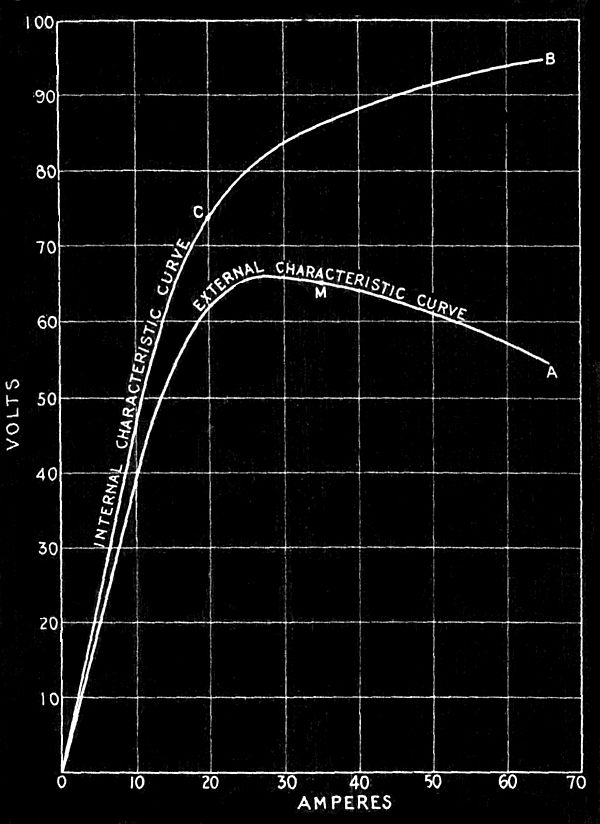 100
90
80
70
60
50
40
30
20
10
VOLTS
B
C
INTERNAL CHARACTERISTIC CURVE
EXTERNAL CHARACTERISTIC CURVE
M
A
0 10 20 30 40 50 60 70
AMPERES